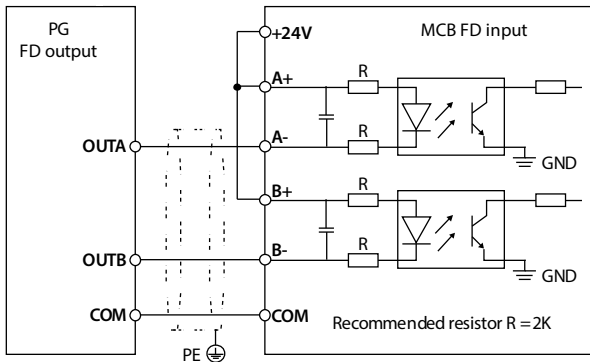 PG
FD output
MCB FD input
+24V
A+
R
OUTA
A-
R
GND
B+
R
OUTB
B-
R
GND
COM
COM
Recommended resistor R =2K
PE